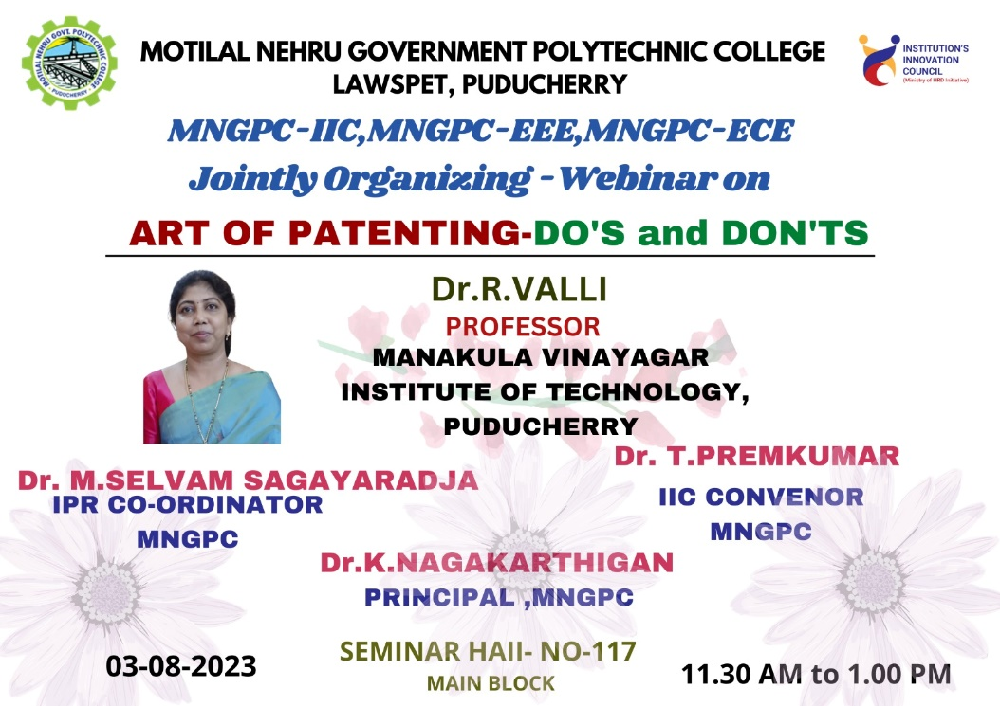 MOTILAL NEHRU GOVT. POLYTECHNIC COLLEGE
PUDUCHERRY
MOTILAL NEHRU GOVERNMENT POLYTECHNIC COLLEGE
LAWSPET, PUDUCHERRY
INSTITUTION'S
INNOVATION
COUNCIL
(Ministry of HRD Initiative)
MNGPC-IIC,MNGPC-EEE,MNGPC-ECE
Jointly Organizing - Webinar on
ART OF PATENTING-DO'S and DON'TS
Dr.R.VALLI
PROFESSOR
MANAKULA VINAYAGAR
INSTITUTE OF TECHNOLOGY,
PUDUCHERRY
Dr. M.SELVAM SAGAYARADJA
IPR CO-ORDINATOR
MNGPC
Dr. T.PREMKUMAR
IIC CONVENOR
MNGPC
Dr.K.NAGAKARTHIGAN
PRINCIPAL ,MNGPC
03-08-2023
SEMINAR HAII- NO-117
MAIN BLOCK
11.30 AM to 1.00 PM